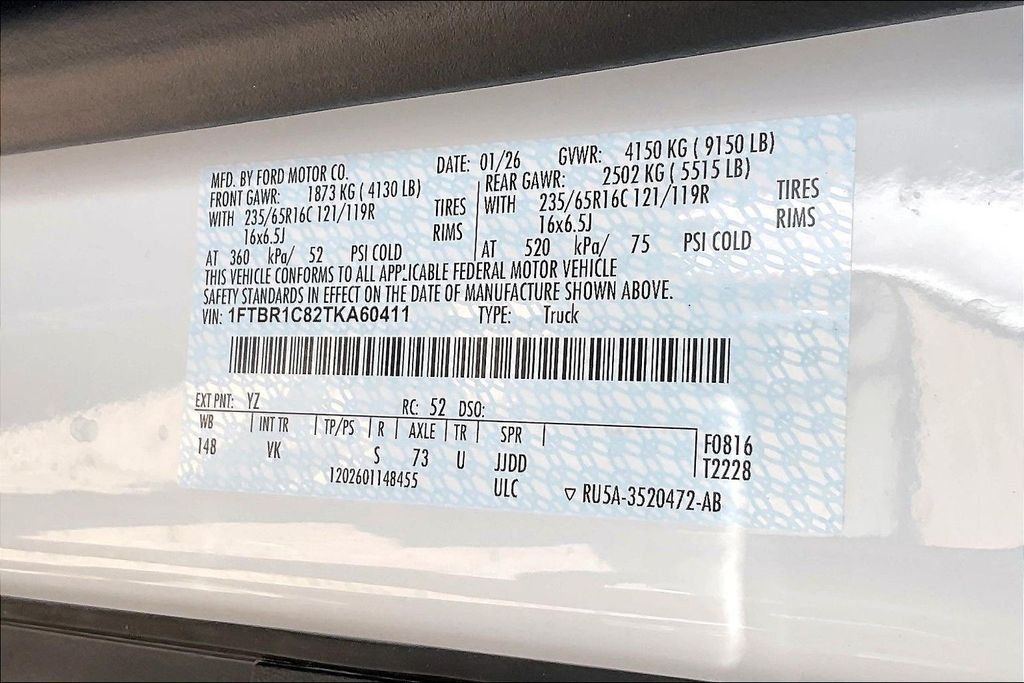 MFD. BY FORD MOTOR CO. DATE: 01/26 GVWR: 4150 KG ( 9150 LB)
FRONT GAWR: 1873 KG ( 4130 LB) REAR GAWR: 2502 KG ( 5515 LB)
WITH 235/65R16C 121/119R TIRES WITH 235/65R16C 121/119R TIRES
16x6.5J RIMS 16x6.5J RIMS
AT 360 kPa/ 52 PSI COLD AT 520 kPa/ 75 PSI COLD
THIS VEHICLE CONFORMS TO ALL APPLICABLE FEDERAL MOTOR VEHICLE
SAFETY STANDARDS IN EFFECT ON THE DATE OF MANUFACTURE SHOWN ABOVE.
VIN: 1FTBR1C82TKA60411 TYPE: Truck
EXT PNT: YZ RC: 52 DSO:
WB INT TR TP/PS R AXLE TR SPR F0816
148 VK S 73 U JJDD T2228
1202601148455 ULC ▽ RU5A-3520472-AB